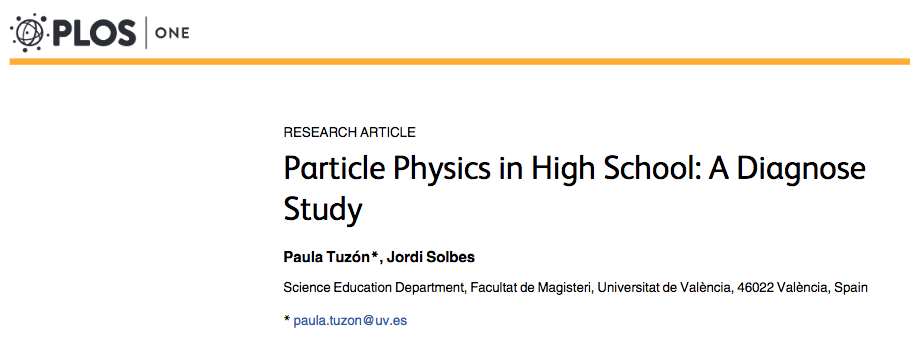 PLOS ONE
RESEARCH ARTICLE
Particle Physics in High School: A Diagnose
Study
Paula Tuzón*, Jordi Solbes
Science Education Department, Facultat de Magisteri, Universitat de València, 46022 València, Spain
* paula.tuzon@uv.es